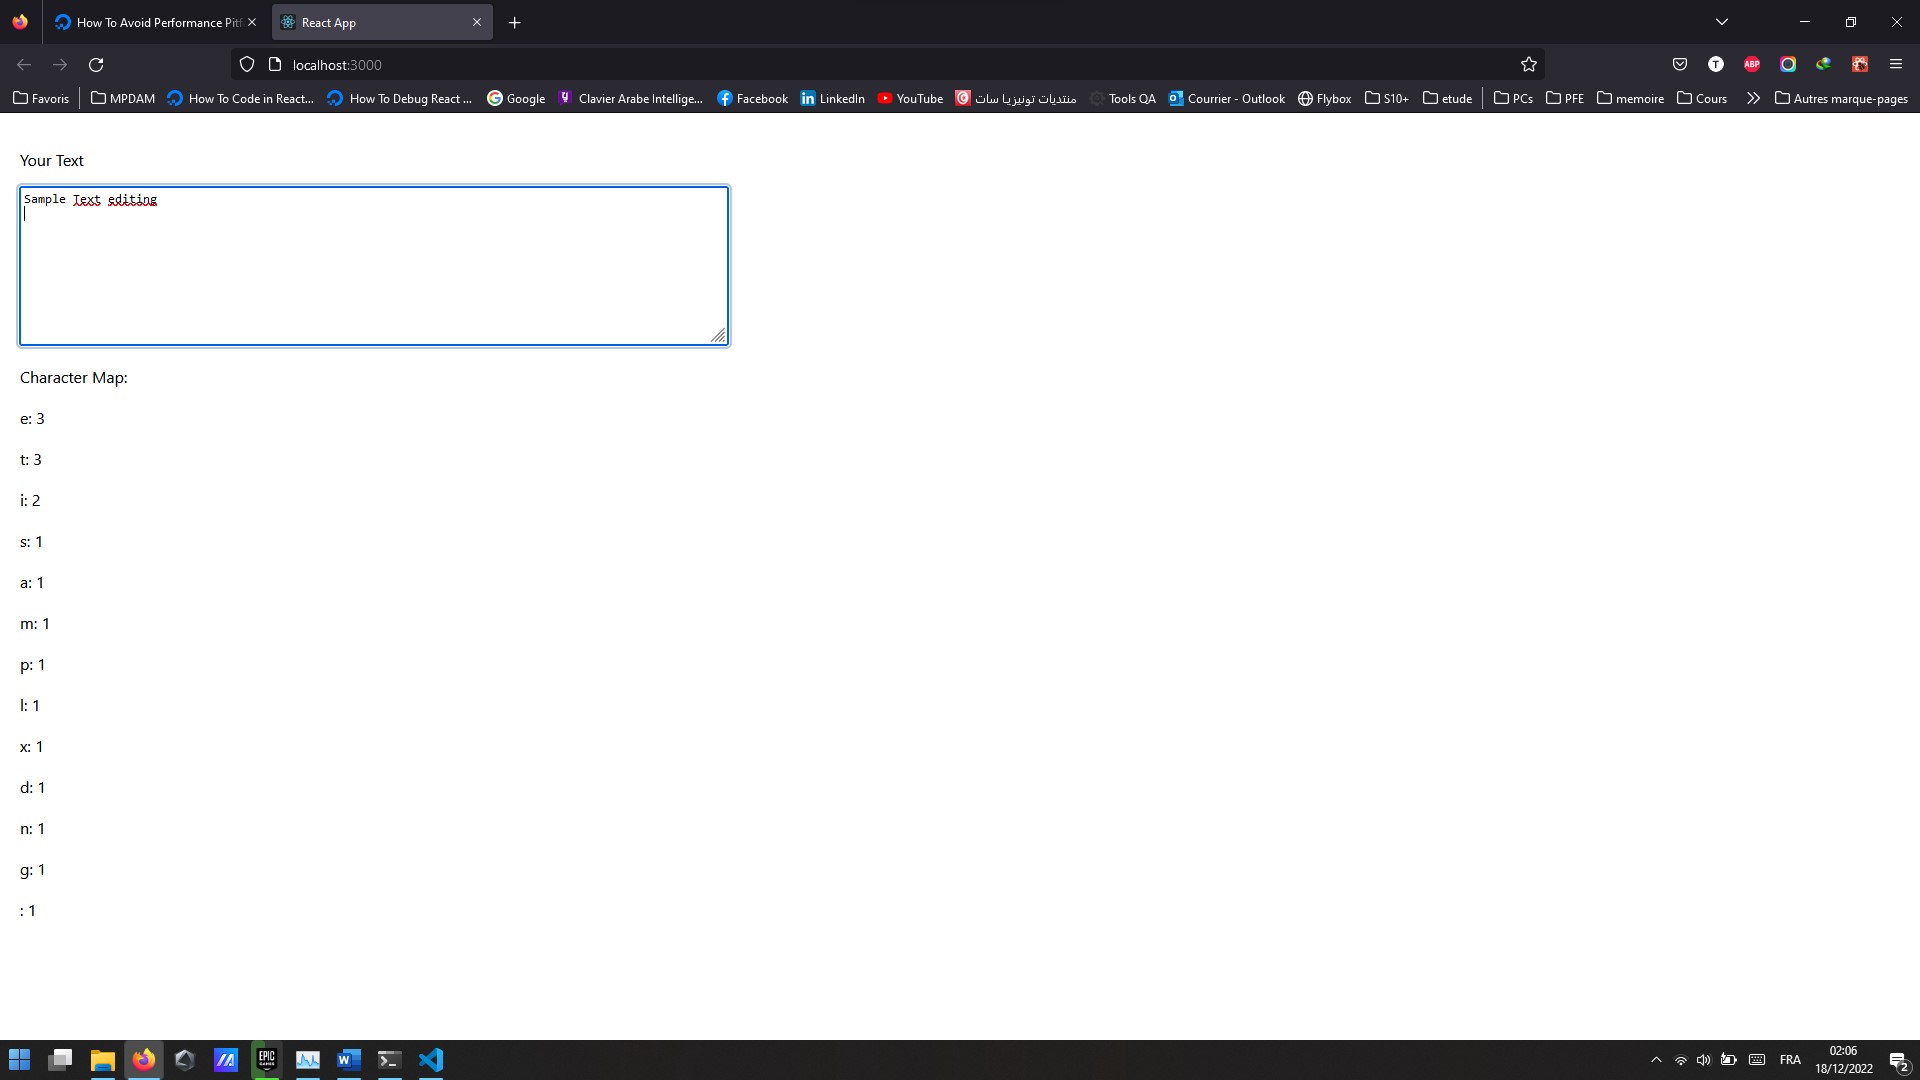 How To Avoid Performance Pitf
React App
localhost:3000
Favoris MPDAM How To Code in React... How To Debug React ... Google Clavier Arabe Intellige... Facebook LinkedIn YouTube منتديات تونيزيا سات Tools QA Courrier - Outlook Flybox S10+ etude PCs PFE memoire Cours Autres marque-pages
Your Text
Sample Text editing
Character Map:
e: 3
t: 3
i: 2
s: 1
a: 1
m: 1
p: 1
l: 1
x: 1
d: 1
n: 1
g: 1
: 1
FRA
02:06
18/12/2022
2